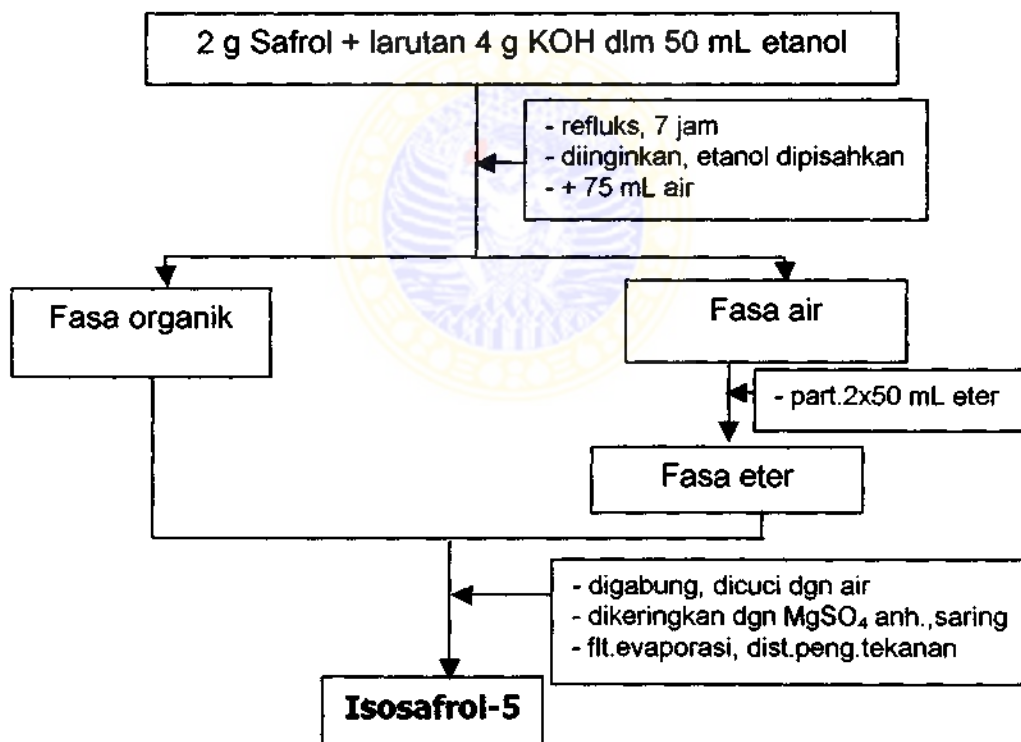 2 g Safrol + larutan 4 g KOH dlm 50 mL etanol
- refluks, 7 jam
- diinginkan, etanol dipisahkan
- + 75 mL air
Fasa organik
Fasa air
- part.2x50 mL eter
Fasa eter
- digabung, dicuci dgn air
- dikeringkan dgn MgSO₄ anh.,saring
- flt.evaporasi, dist.peng.tekanan
Isosafrol-5